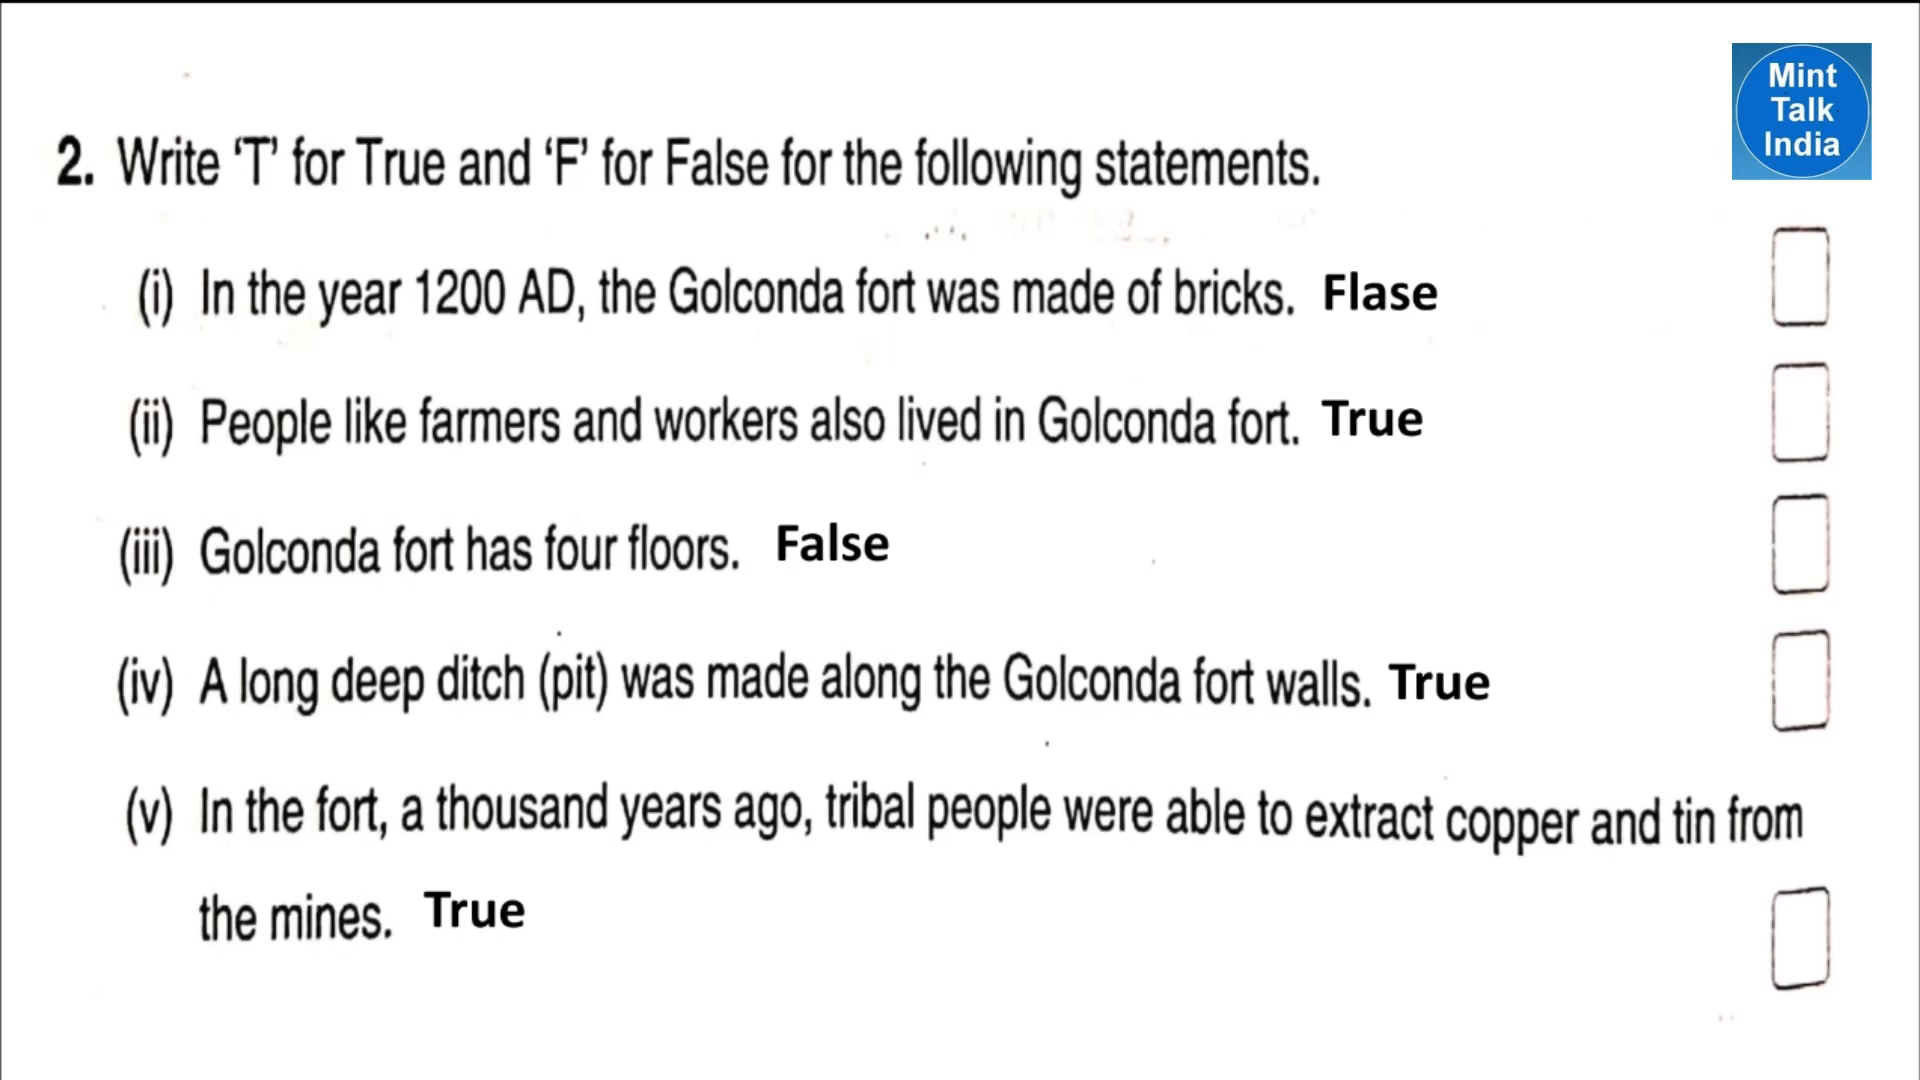 Mint
Talk
India
2. Write ‘T’ for True and ‘F’ for False for the following statements.
(i) In the year 1200 AD, the Golconda fort was made of bricks. Flase
(ii) People like farmers and workers also lived in Golconda fort. True
(iii) Golconda fort has four floors. False
(iv) A long deep ditch (pit) was made along the Golconda fort walls. True
(v) In the fort, a thousand years ago, tribal people were able to extract copper and tin from
the mines. True